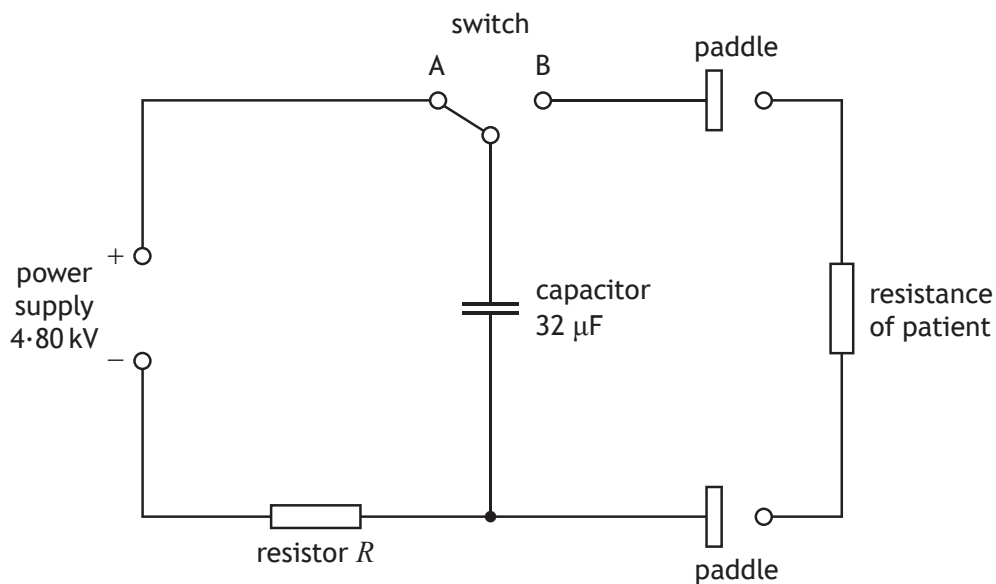 switch
A
B
paddle
+
power
supply
4·80 kV
−
capacitor
32 μF
resistance
of patient
resistor R
paddle